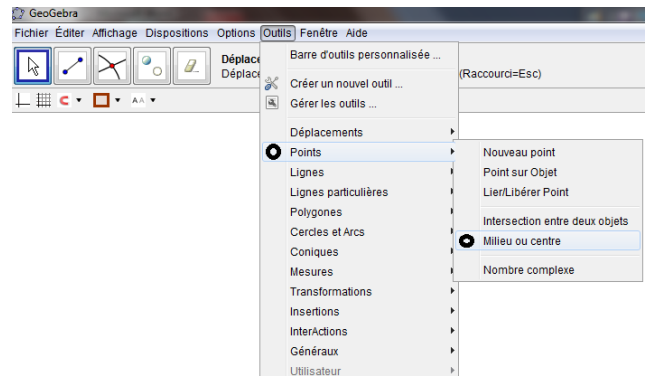 GeoGebra
Fichier Éditer Affichage Dispositions Options Outils Fenêtre Aide
Déplace
Déplace
(Raccourci=Esc)
AA
Barre d'outils personnalisée ...
Créer un nouvel outil ...
Gérer les outils ...
Déplacements
Points
Lignes
Lignes particulières
Polygones
Cercles et Arcs
Coniques
Mesures
Transformations
Insertions
InterActions
Généraux
Utilisateur
Nouveau point
Point sur Objet
Lier/Libérer Point
Intersection entre deux objets
Milieu ou centre
Nombre complexe